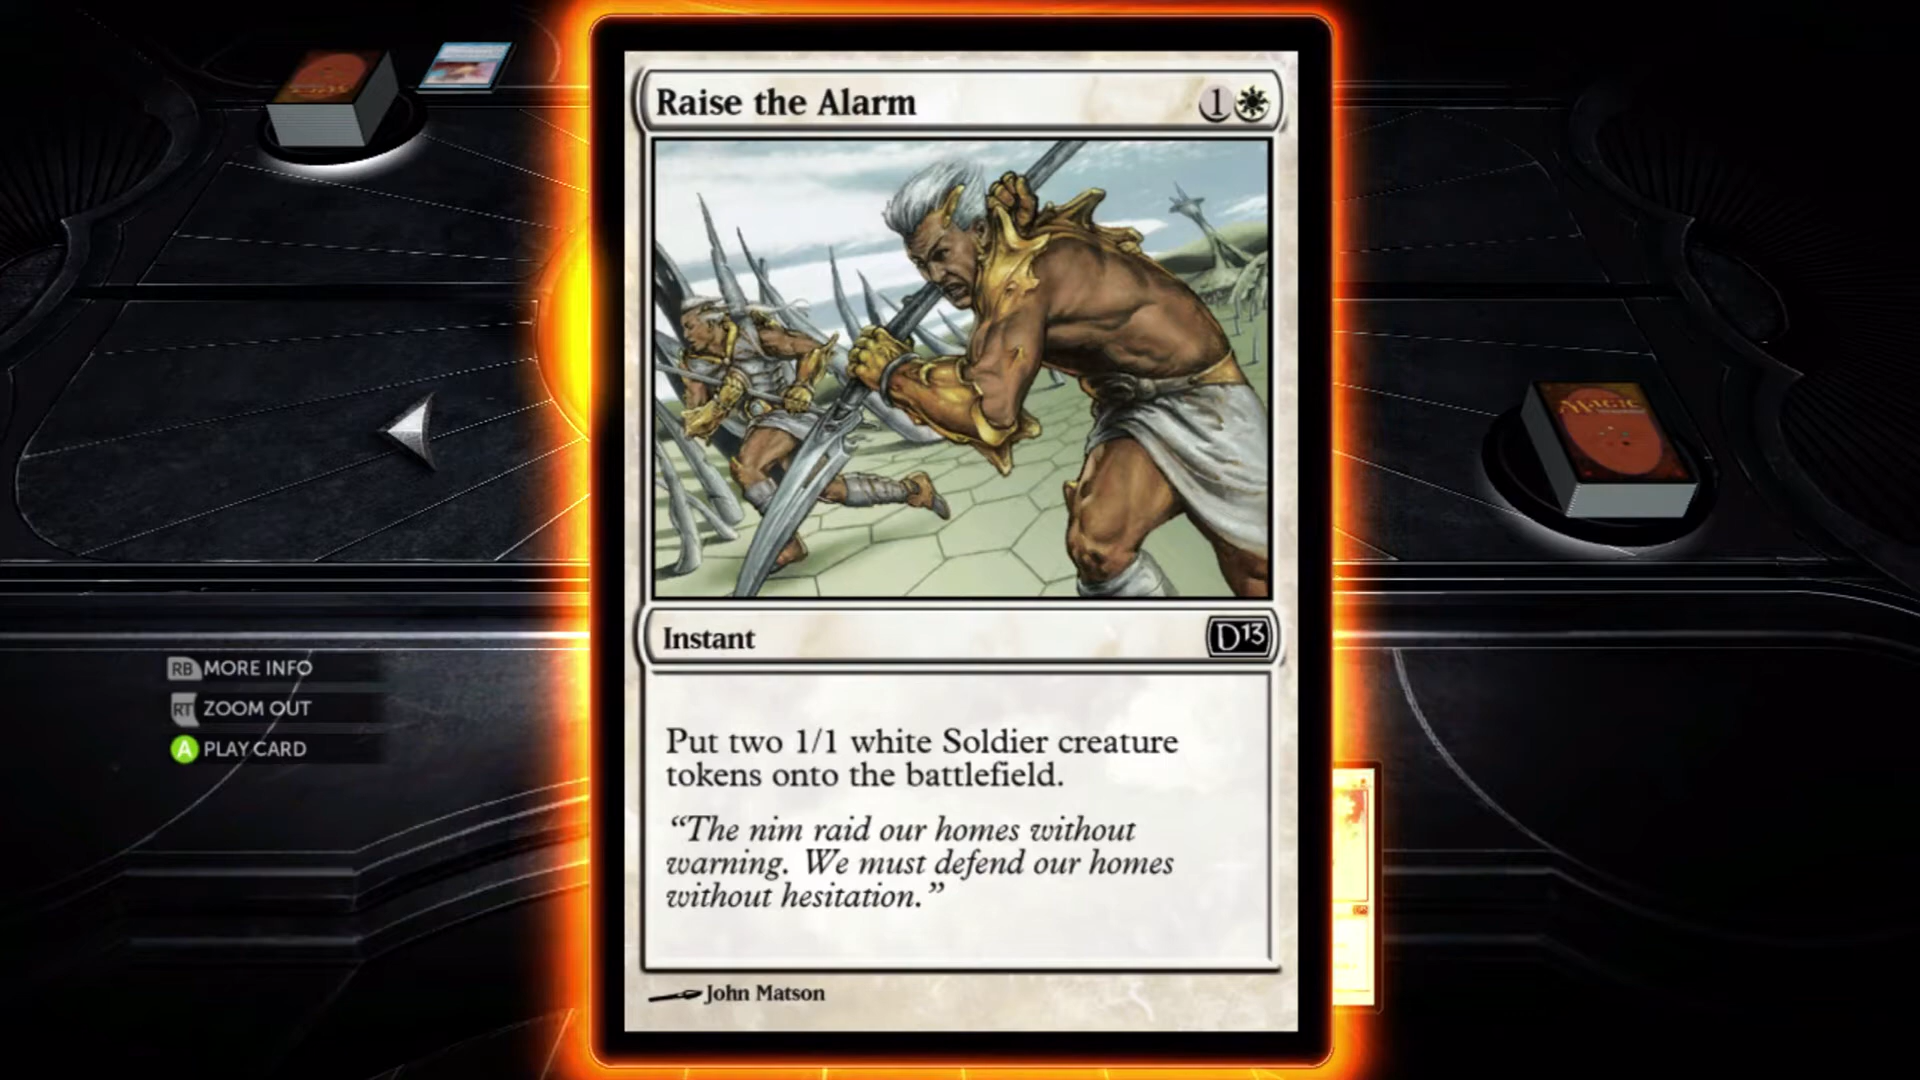 Raise the Alarm 1
Instant D13
Put two 1/1 white Soldier creature
tokens onto the battlefield.
“The nim raid our homes without
warning. We must defend our homes
without hesitation.”
John Matson
RB MORE INFO
RT ZOOM OUT
A PLAY CARD
MAGIC